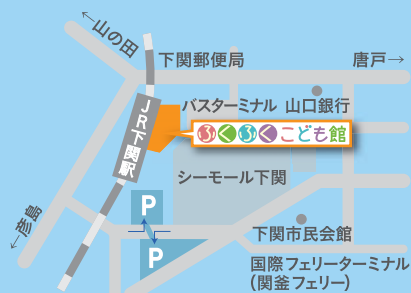 ←山の田
下関郵便局
唐戸→
バスターミナル
山口銀行
JR下関駅
ふくふくこども館
シーモール下関
P
←彦島
P
下関市民会館
国際フェリーターミナル
(関釜フェリー)